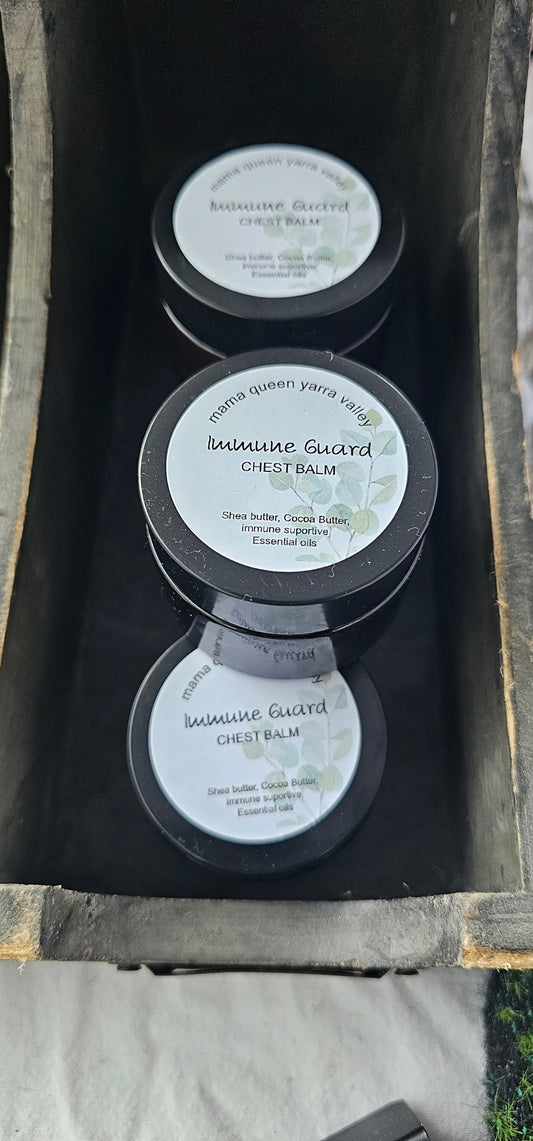 mama queen yarra valley
Immune Guard
CHEST BALM
Shea butter, Cocoa Butter,
Immune suportive
Essential oils
mama queen yarra valley
Immune Guard
CHEST BALM
Shea butter, Cocoa Butter,
immune suportive
Essential oils
mama
Immune Guard
CHEST BALM
Shea butter, Cocoa Butter,
immune suportive
Essential oils